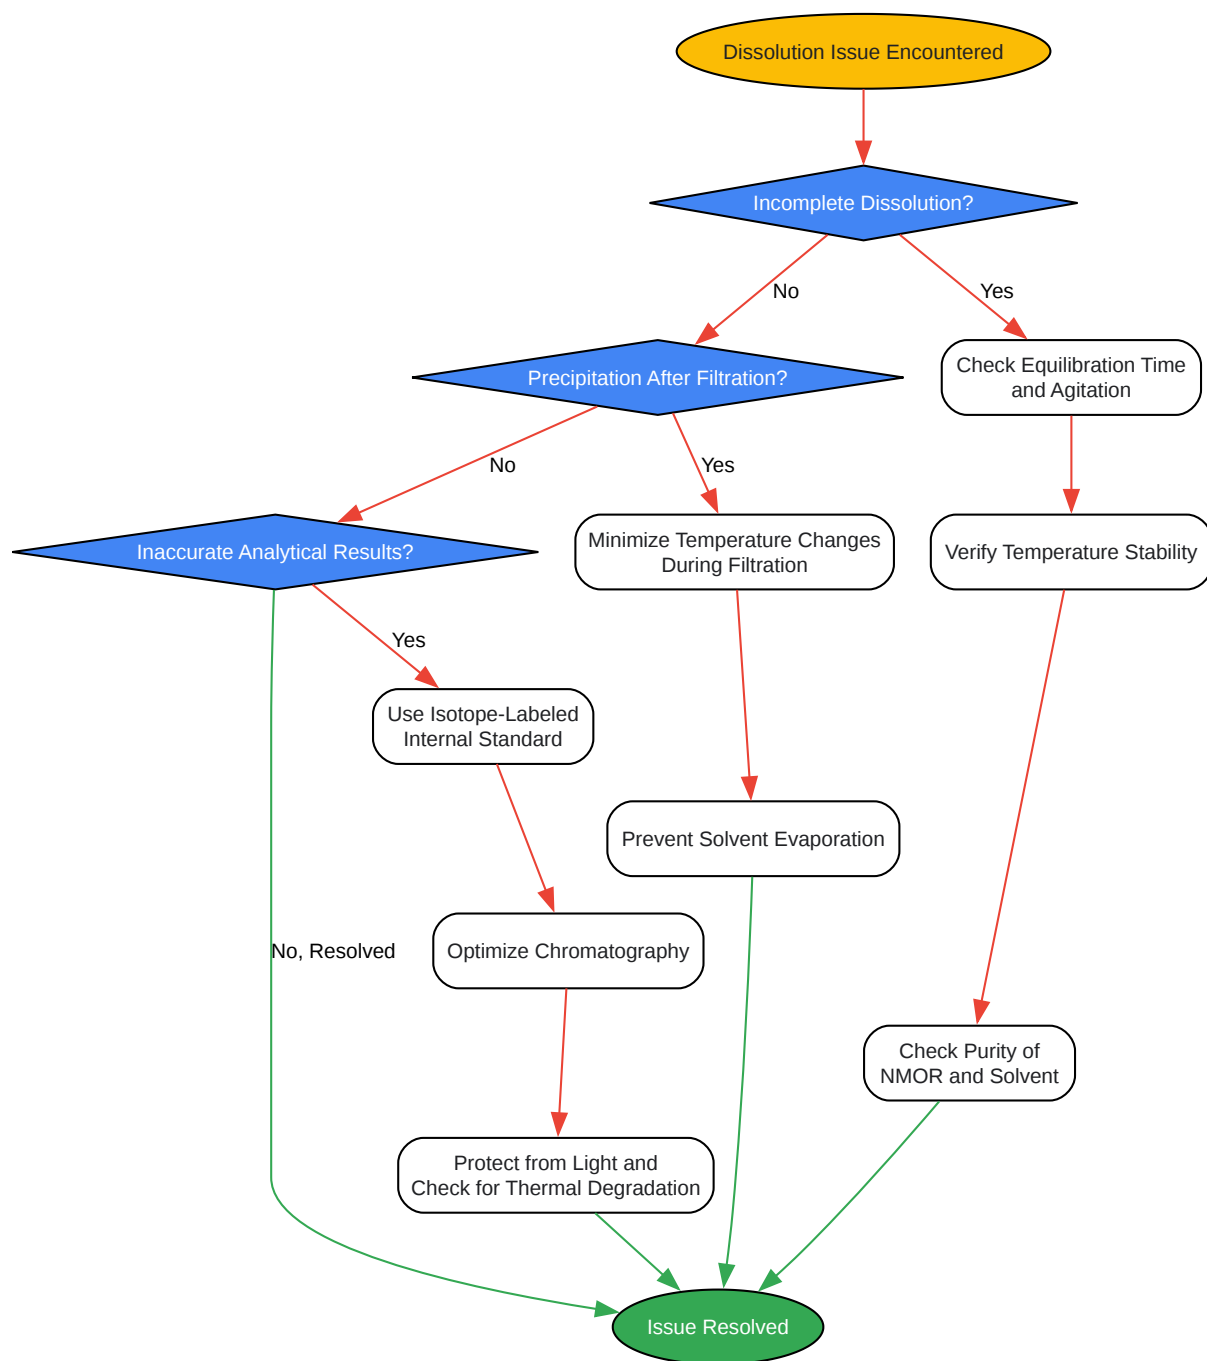 Dissolution Issue Encountered
Incomplete Dissolution?
No
Yes
Precipitation After Filtration?
Check Equilibration Time
and Agitation
No
Yes
Inaccurate Analytical Results?
Minimize Temperature Changes
During Filtration
Verify Temperature Stability
Yes
Use Isotope-Labeled
Internal Standard
Prevent Solvent Evaporation
No, Resolved
Optimize Chromatography
Check Purity of
NMOR and Solvent
Protect from Light and
Check for Thermal Degradation
Issue Resolved